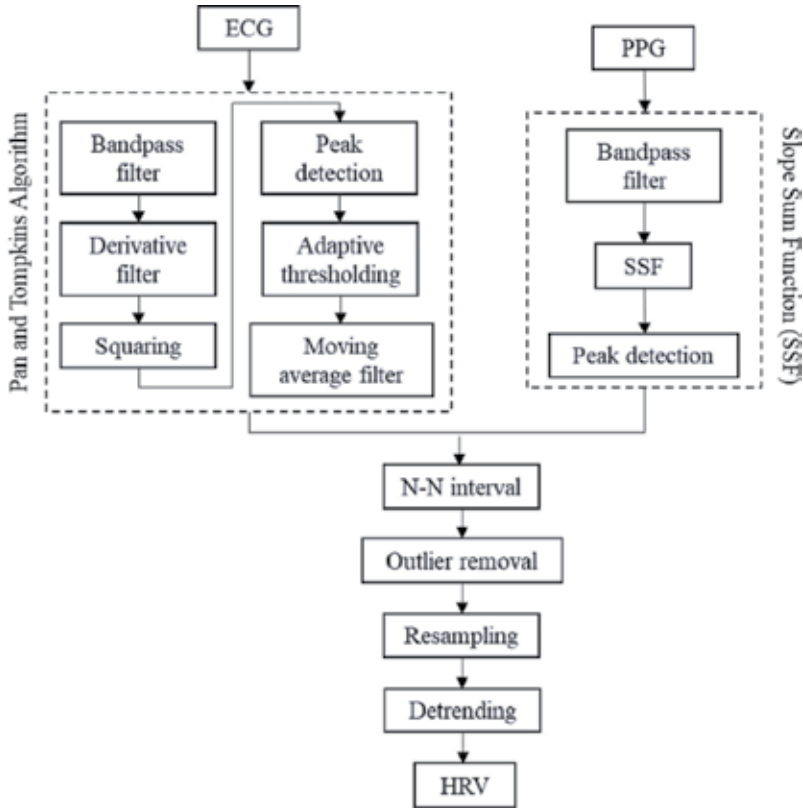 ECG
PPG
Pan and Tompkins Algorithm
Bandpass
filter
Derivative
filter
Squaring
Peak
detection
Adaptive
thresholding
Moving
average filter
Bandpass
filter
SSF
Peak detection
Slope Sum Function (SSF)
N-N interval
Outlier removal
Resampling
Detrending
HRV